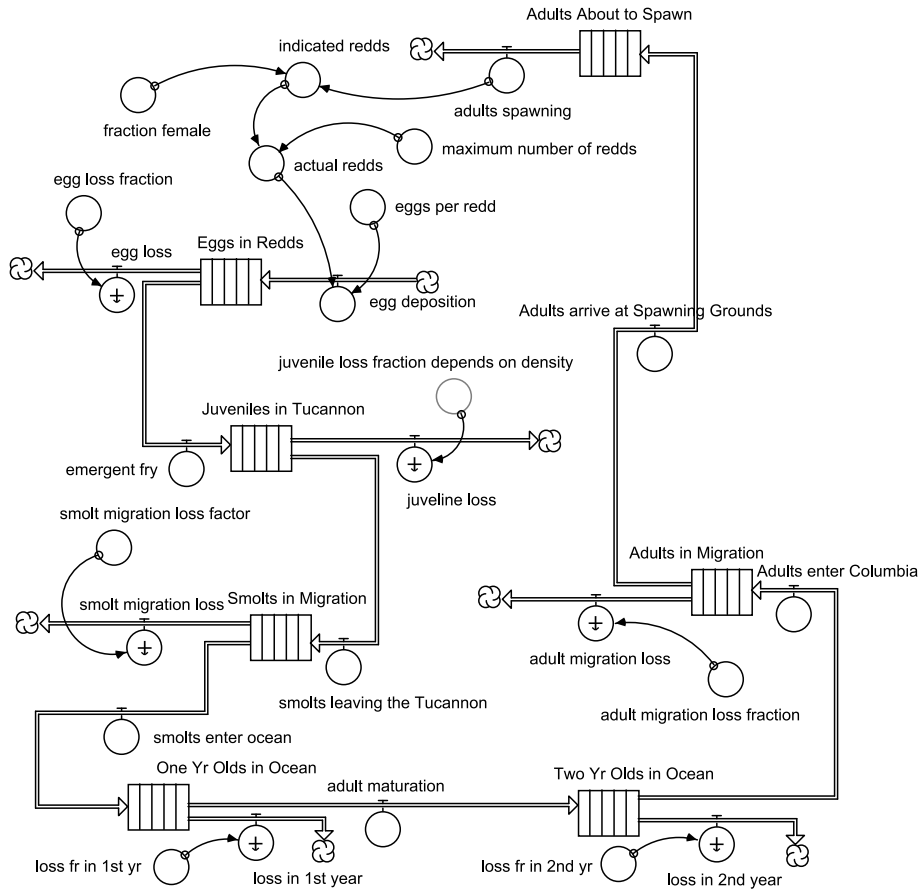 Adults About to Spawn
indicated redds
adults spawning
fraction female
maximum number of redds
actual redds
egg loss fraction
eggs per redd
Eggs in Redds
egg loss
egg deposition
Adults arrive at Spawning Grounds
juvenile loss fraction depends on density
Juveniles in Tucannon
emergent fry
juveline loss
smolt migration loss factor
Adults in Migration
Adults enter Columbia
smolt migration loss
Smolts in Migration
adult migration loss
smolts leaving the Tucannon
adult migration loss fraction
smolts enter ocean
One Yr Olds in Ocean
adult maturation
Two Yr Olds in Ocean
loss fr in 1st yr
loss in 1st year
loss fr in 2nd yr
loss in 2nd year